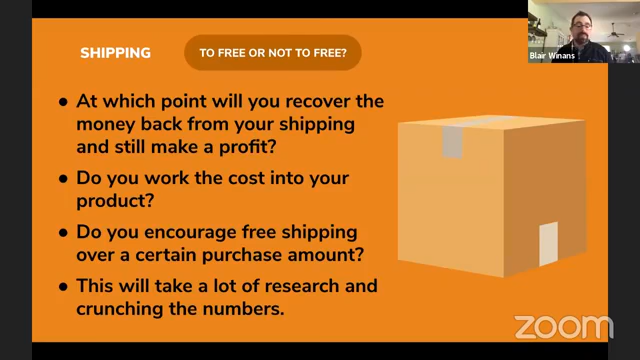 SHIPPING
TO FREE OR NOT TO FREE?
Blair Winans
● At which point will you recover the
money back from your shipping
and still make a profit?
● Do you work the cost into your
product?
● Do you encourage free shipping
over a certain purchase amount?
● This will take a lot of research and
crunching the numbers.
zoom